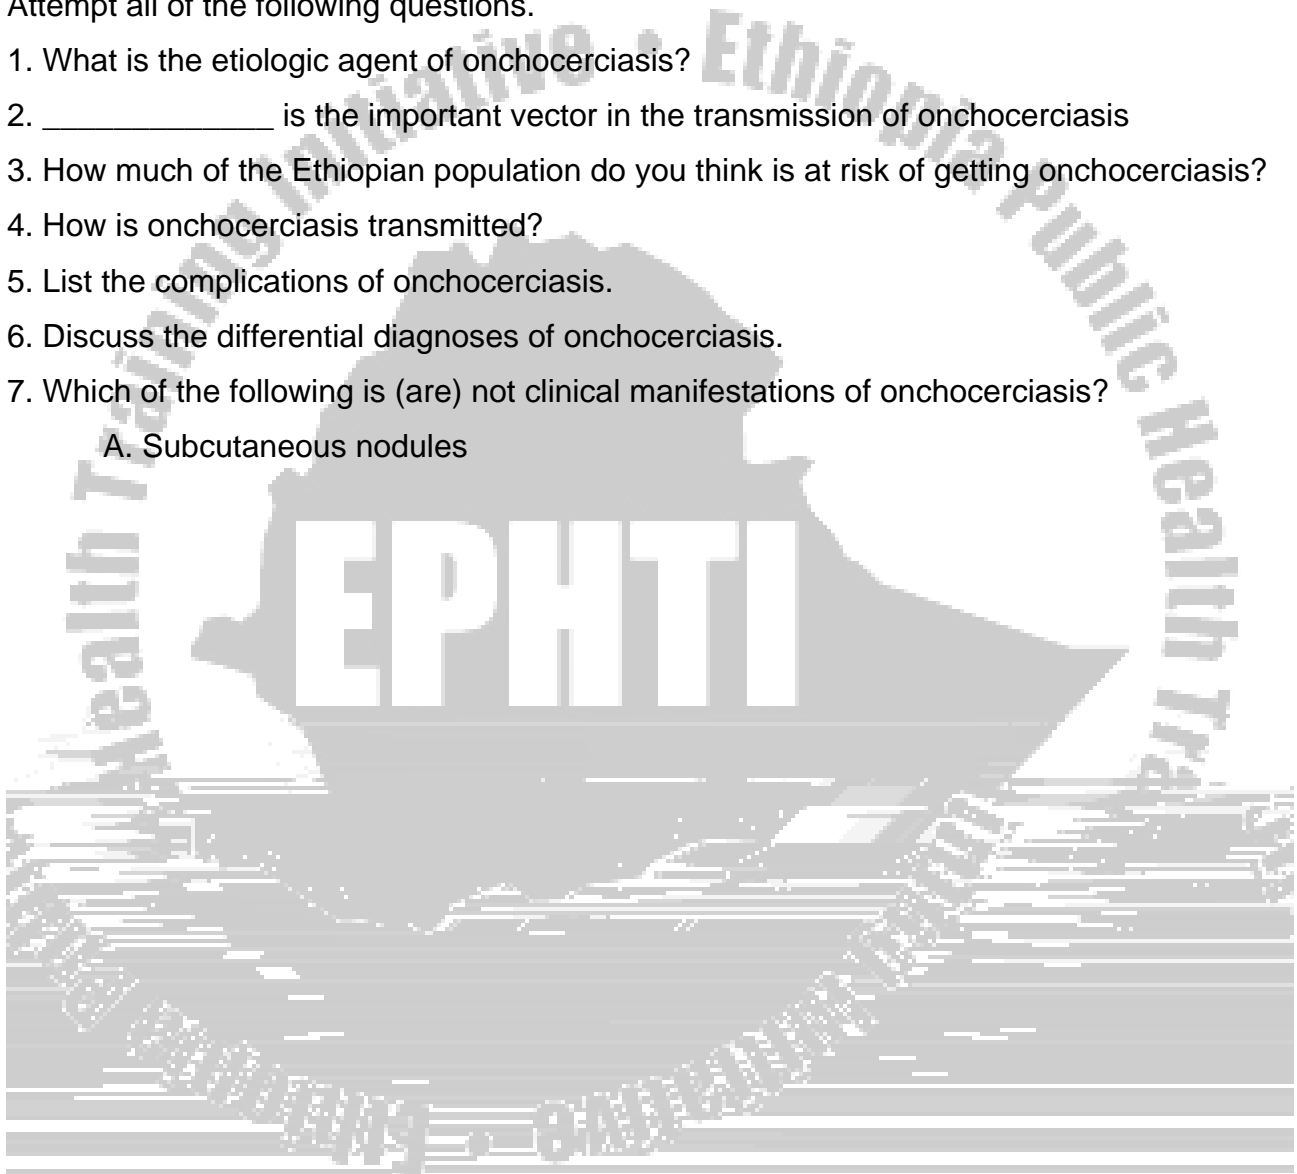 Attempt all of the following questions.
1. What is the etiologic agent of onchocerciasis?
2. _____________ is the important vector in the transmission of onchocerciasis
3. How much of the Ethiopian population do you think is at risk of getting onchocerciasis?
4. How is onchocerciasis transmitted?
5. List the complications of onchocerciasis.
6. Discuss the differential diagnoses of onchocerciasis.
7. Which of the following is (are) not clinical manifestations of onchocerciasis?
A. Subcutaneous nodules
EPHTI